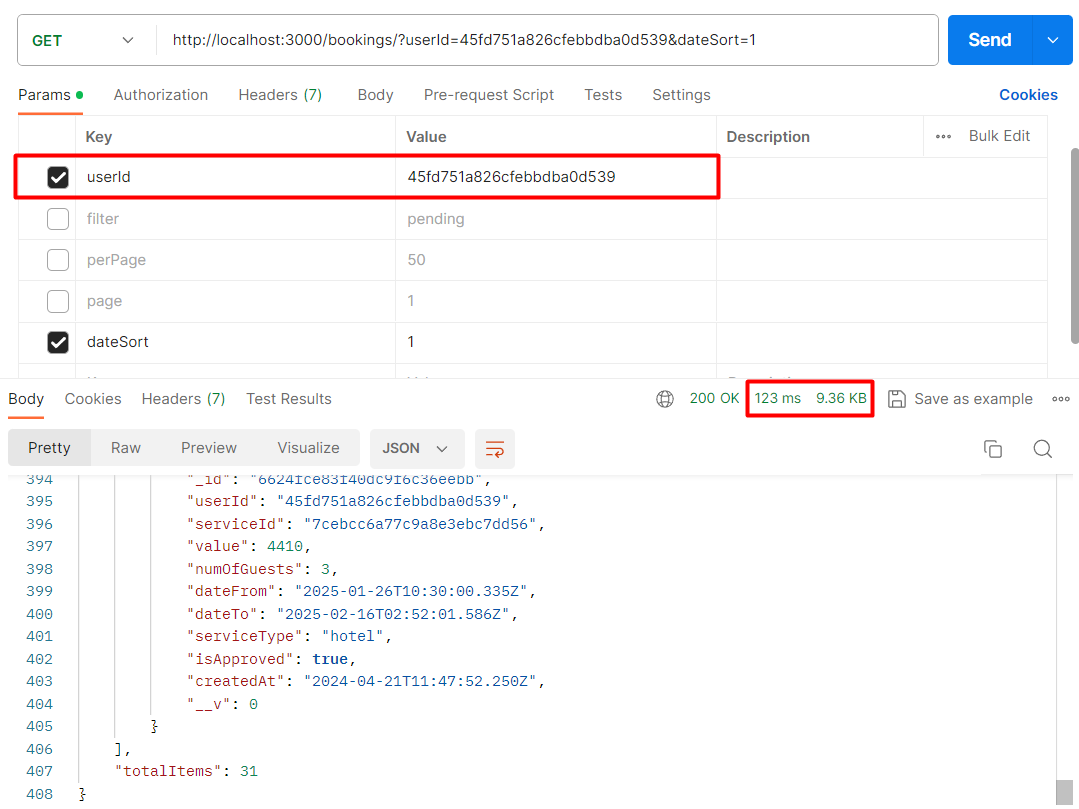 GET http://localhost:3000/bookings/?userId=45fd751a826cfebbdba0d539&dateSort=1 Send
Params Authorization Headers (7) Body Pre-request Script Tests Settings Cookies
Key Value Description Bulk Edit
userId 45fd751a826cfebbdba0d539
filter pending
perPage 50
page 1
dateSort 1
Body Cookies Headers (7) Test Results 200 OK 123 ms 9.36 KB Save as example
Pretty Raw Preview Visualize JSON
394 "_id": "6624fce83f40dc9f6c36eebb",
395 "userId": "45fd751a826cfebbdba0d539",
396 "serviceId": "7cebcc6a77c9a8e3ebc7dd56",
397 "value": 4410,
398 "numOfGuests": 3,
399 "dateFrom": "2025-01-26T10:30:00.335Z",
400 "dateTo": "2025-02-16T02:52:01.586Z",
401 "serviceType": "hotel",
402 "isApproved": true,
403 "createdAt": "2024-04-21T11:47:52.250Z",
404 "__v": 0
405 }
406 ],
407 "totalItems": 31
408 }